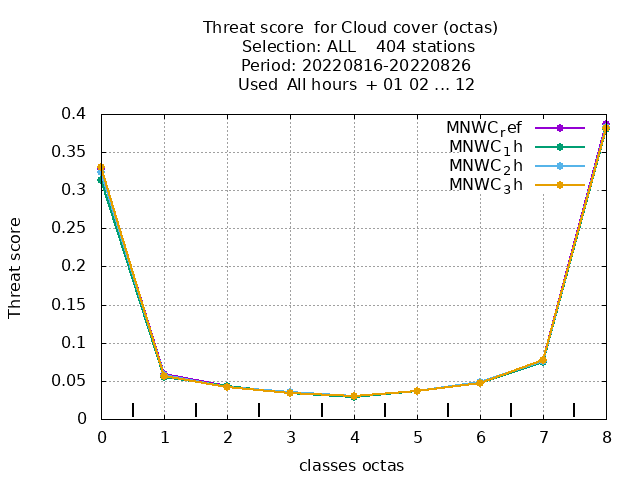 Threat score  for Cloud cover (octas)
Selection: ALL    404 stations
Period: 20220816-20220826
Used  All hours  + 01 02 ... 12
MNWC_ref
MNWC_1h
MNWC_2h
MNWC_3h
0.4
0.35
0.3
0.25
0.2
0.15
0.1
0.05
0
Threat score
0 1 2 3 4 5 6 7 8
classes octas